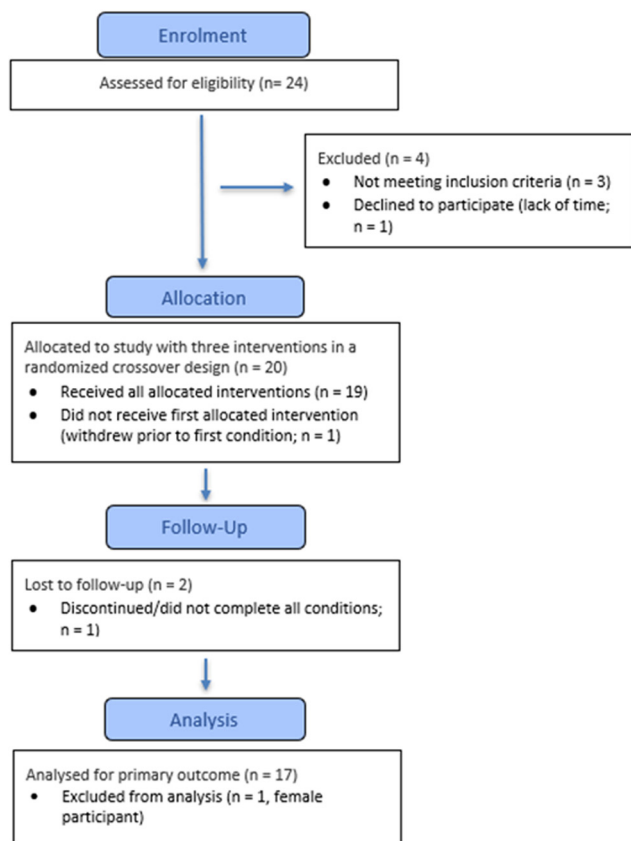 Enrolment
Assessed for eligibility (n= 24)
Excluded (n = 4)
● Not meeting inclusion criteria (n = 3)
● Declined to participate (lack of time;
n = 1)
Allocation
Allocated to study with three interventions in a
randomized crossover design (n = 20)
● Received all allocated interventions (n = 19)
● Did not receive first allocated intervention
(withdrew prior to first condition; n = 1)
Follow-Up
Lost to follow-up (n = 2)
● Discontinued/did not complete all conditions;
n = 1)
Analysis
Analysed for primary outcome (n = 17)
● Excluded from analysis (n = 1, female
participant)